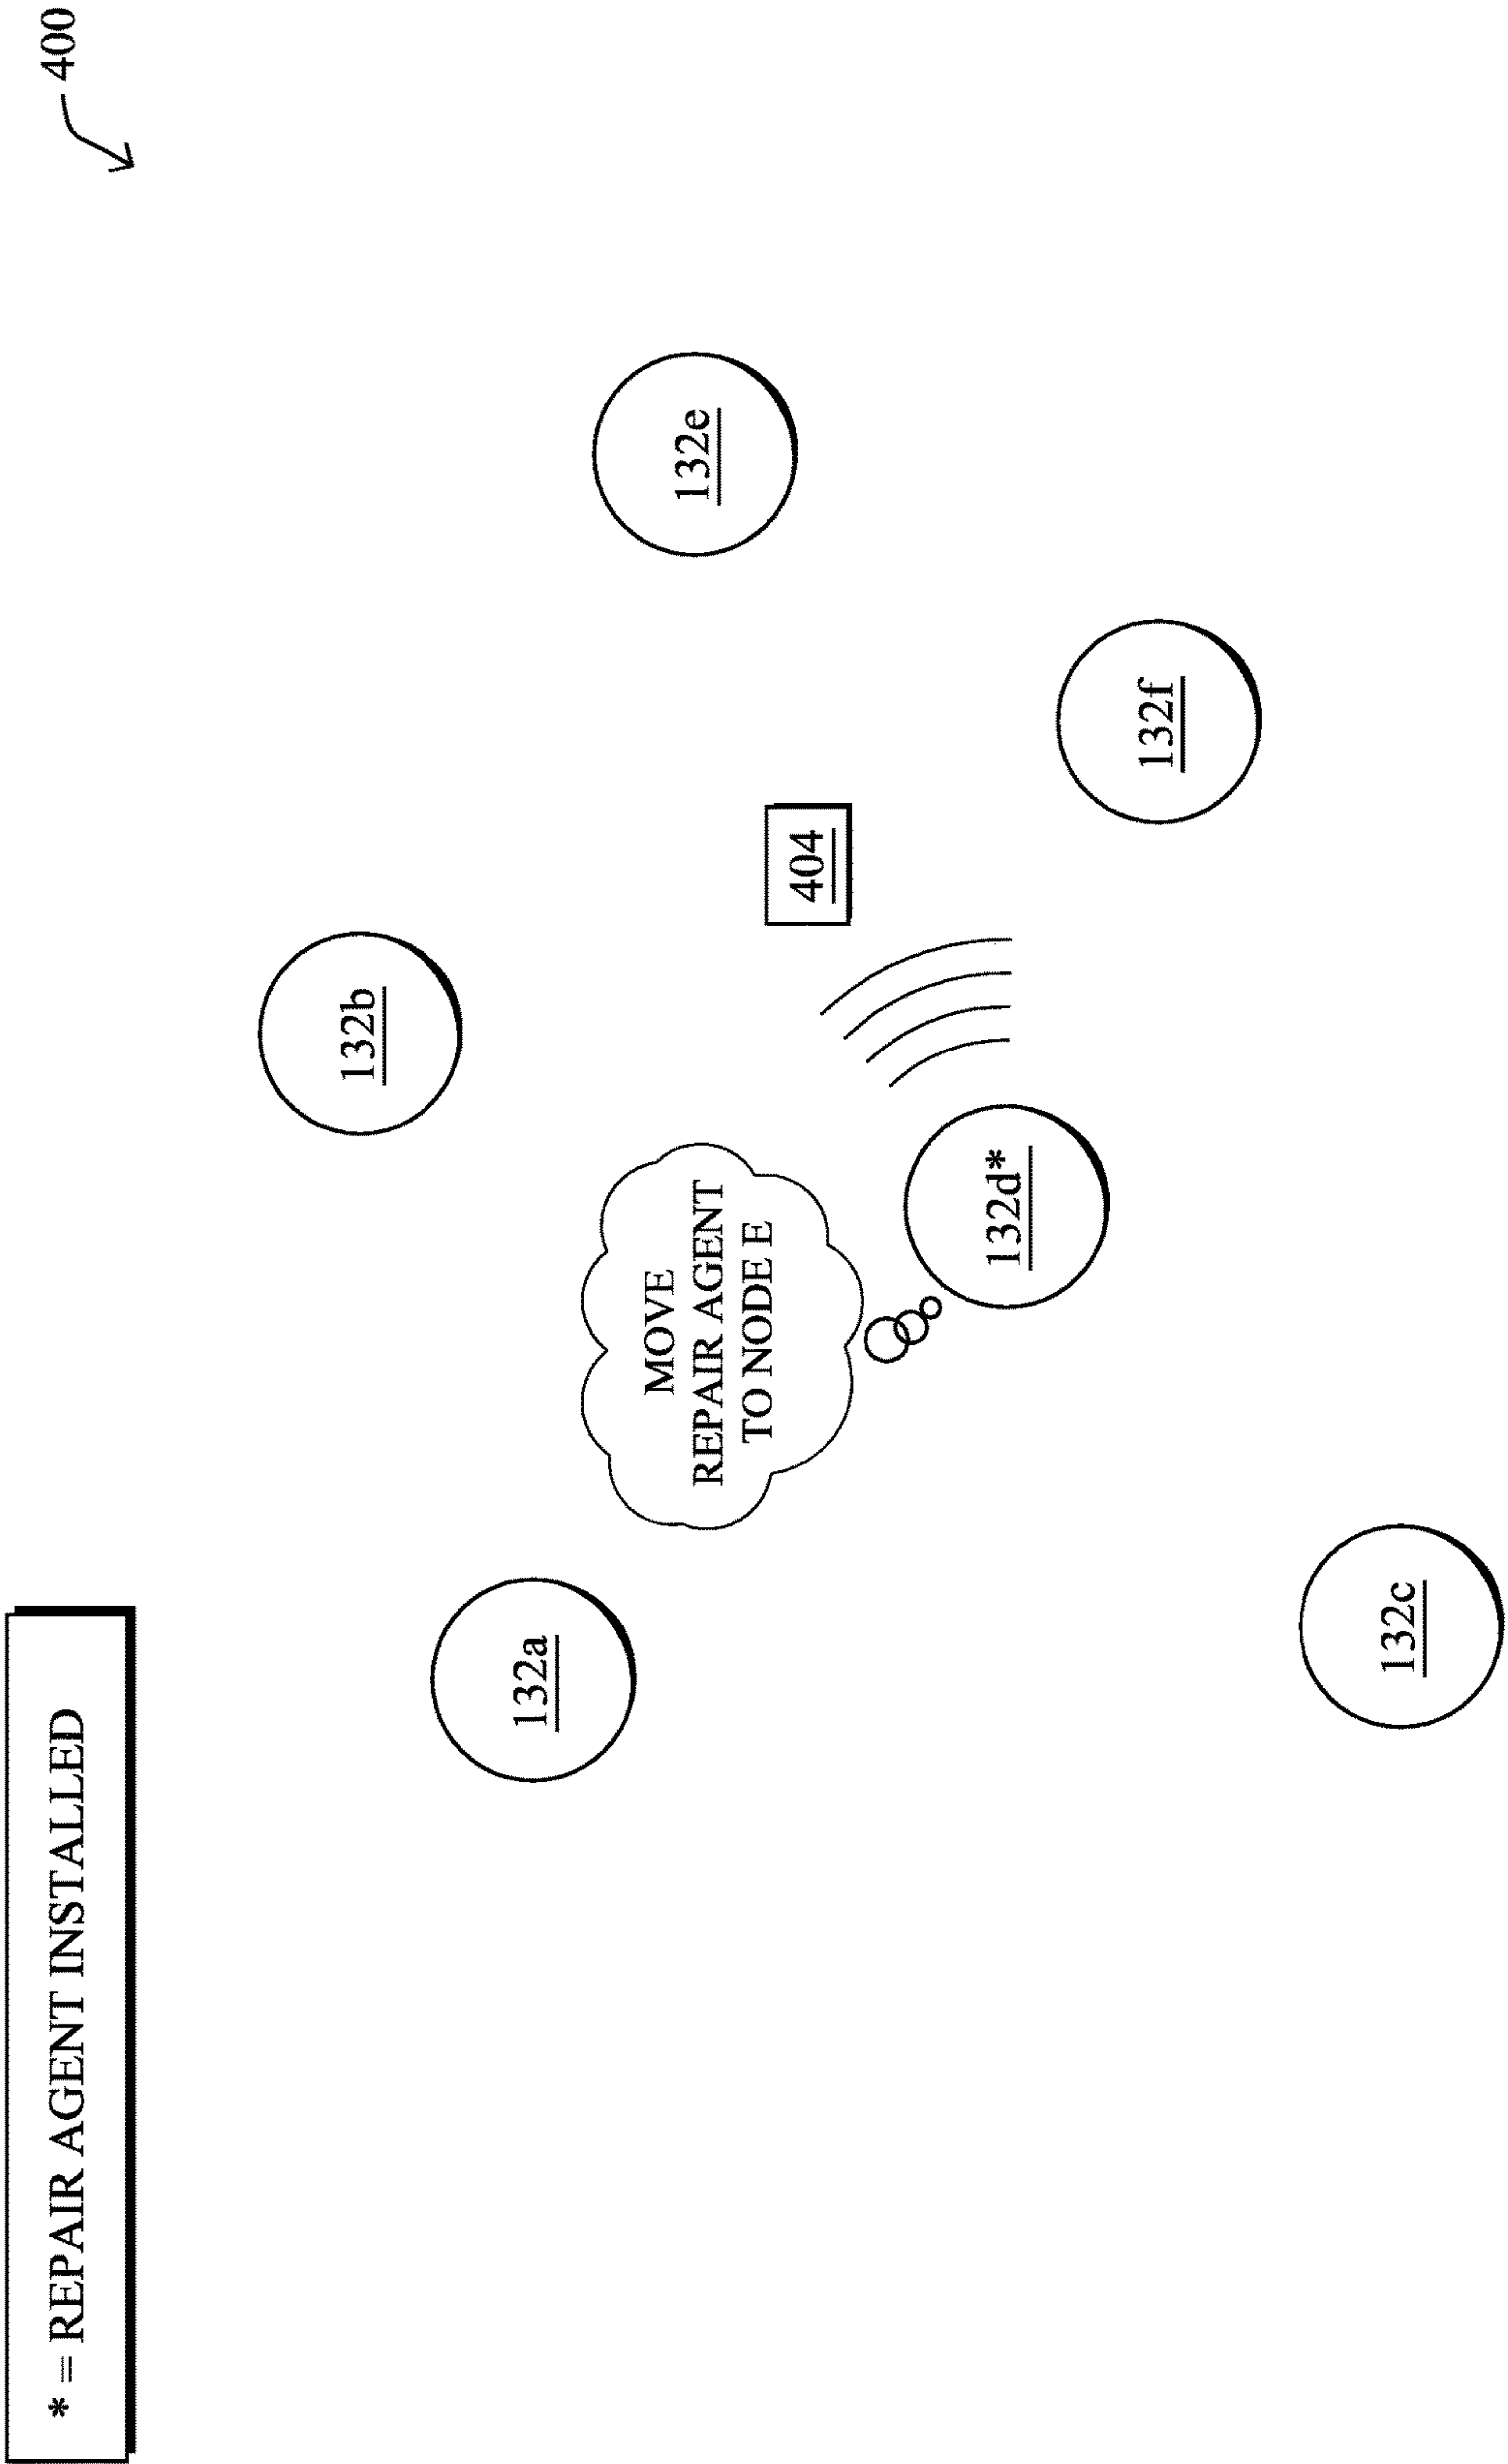 * = REPAIR AGENT INSTALLED
400
132b
132a
MOVE
REPAIR AGENT
TO NODE E
132e
404
132d*
132f
132c